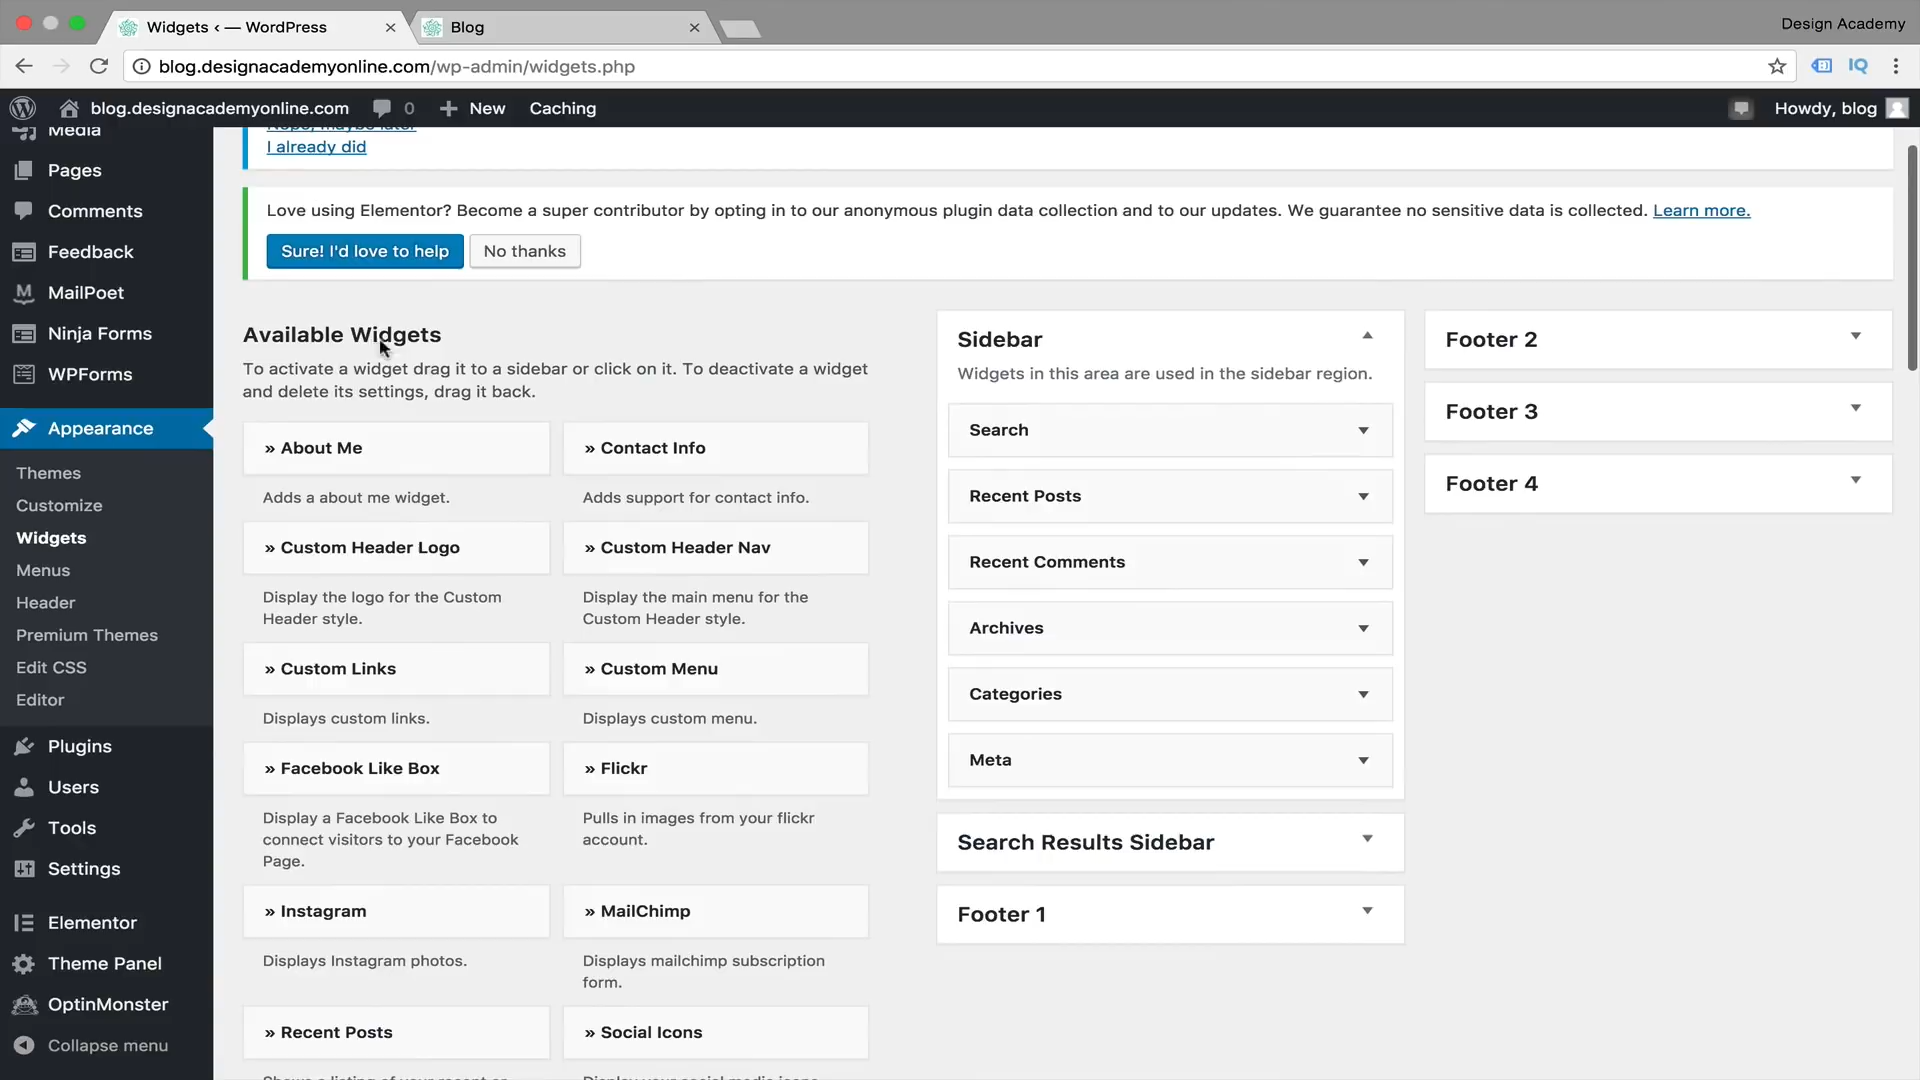 Widgets ‹ — WordPress
Blog
Design Academy
blog.designacademyonline.com/wp-admin/widgets.php
IQ
blog.designacademyonline.com
0
New
Caching
Howdy, blog
Media
Pages
Comments
Feedback
MailPoet
Ninja Forms
WPForms
Appearance
Themes
Customize
Widgets
Menus
Header
Premium Themes
Edit CSS
Editor
Plugins
Users
Tools
Settings
Elementor
Theme Panel
OptinMonster
Collapse menu
Nope, maybe later
I already did
Love using Elementor? Become a super contributor by opting in to our anonymous plugin data collection and to our updates. We guarantee no sensitive data is collected. Learn more.
Sure! I'd love to help
No thanks
Available Widgets
To activate a widget drag it to a sidebar or click on it. To deactivate a widget
and delete its settings, drag it back.
» About Me
Adds a about me widget.
» Contact Info
Adds support for contact info.
» Custom Header Logo
Display the logo for the Custom
Header style.
» Custom Header Nav
Display the main menu for the
Custom Header style.
» Custom Links
Displays custom links.
» Custom Menu
Displays custom menu.
» Facebook Like Box
Display a Facebook Like Box to
connect visitors to your Facebook
Page.
» Flickr
Pulls in images from your flickr
account.
» Instagram
Displays Instagram photos.
» MailChimp
Displays mailchimp subscription
form.
» Recent Posts
» Social Icons
Sidebar
Widgets in this area are used in the sidebar region.
Search
Recent Posts
Recent Comments
Archives
Categories
Meta
Search Results Sidebar
Footer 1
Footer 2
Footer 3
Footer 4